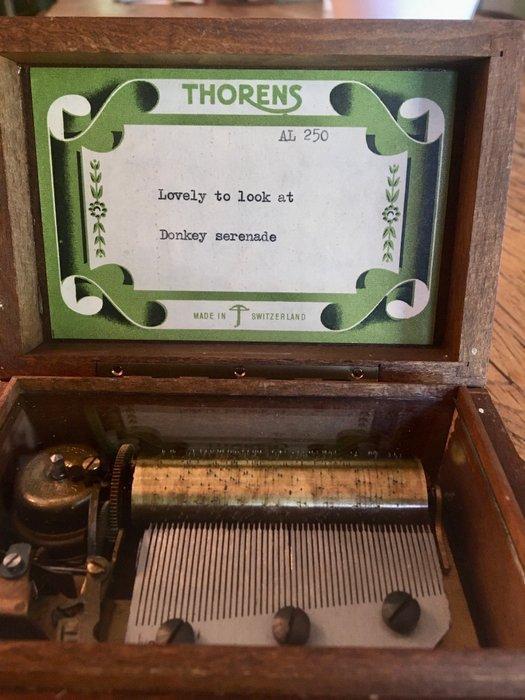 THORENS
AL 250
Lovely to look at
Donkey serenade
MADE IN SWITZERLAND